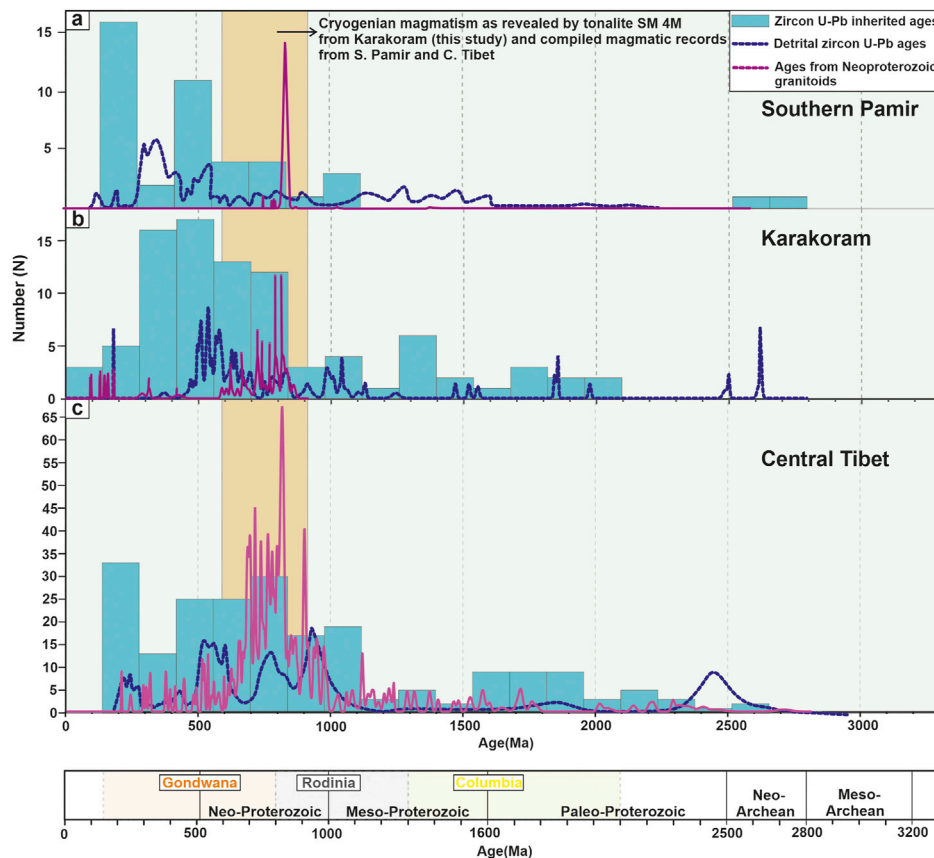 a
Cryogenian magmatism as revealed by tonalite SM 4M
from Karakoram (this study) and compiled magmatic records
from S. Pamir and C. Tibet
Zircon U-Pb inherited ages
Detrital zircon U-Pb ages
Ages from Neoproterozoic
granitoids
Southern Pamir
15
10
5
b
Karakoram
15
10
5
0
Number (N)
c
Central Tibet
65
60
55
50
45
40
35
30
25
20
15
10
5
0
0 500 1000 1500 2000 2500 3000
Age(Ma)
Gondwana Rodinia Columbia
Neo-Proterozoic Meso-Proterozoic Paleo-Proterozoic Neo-Archean Meso-Archean
0 500 1000 1600 2500 2800 3200
Age(Ma)